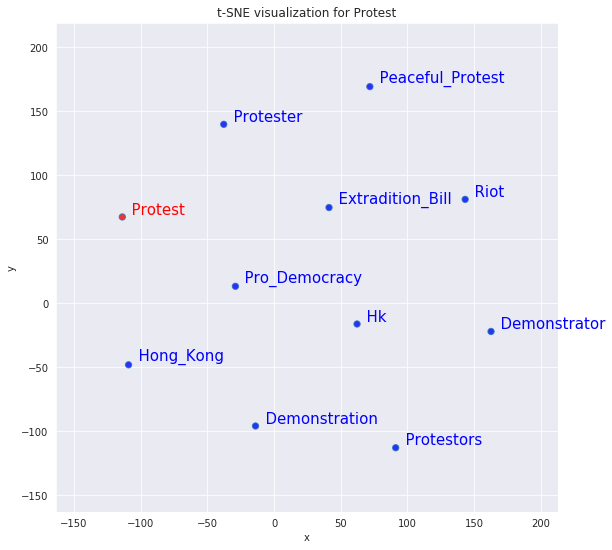 t-SNE visualization for Protest
200
150
100
50
0
−50
−100
−150
y
Peaceful_Protest
Protester
Riot
Extradition_Bill
Protest
Pro_Democracy
Hk
Demonstrator
Hong_Kong
Demonstration
Protestors
−150 −100 −50 0 50 100 150 200
x